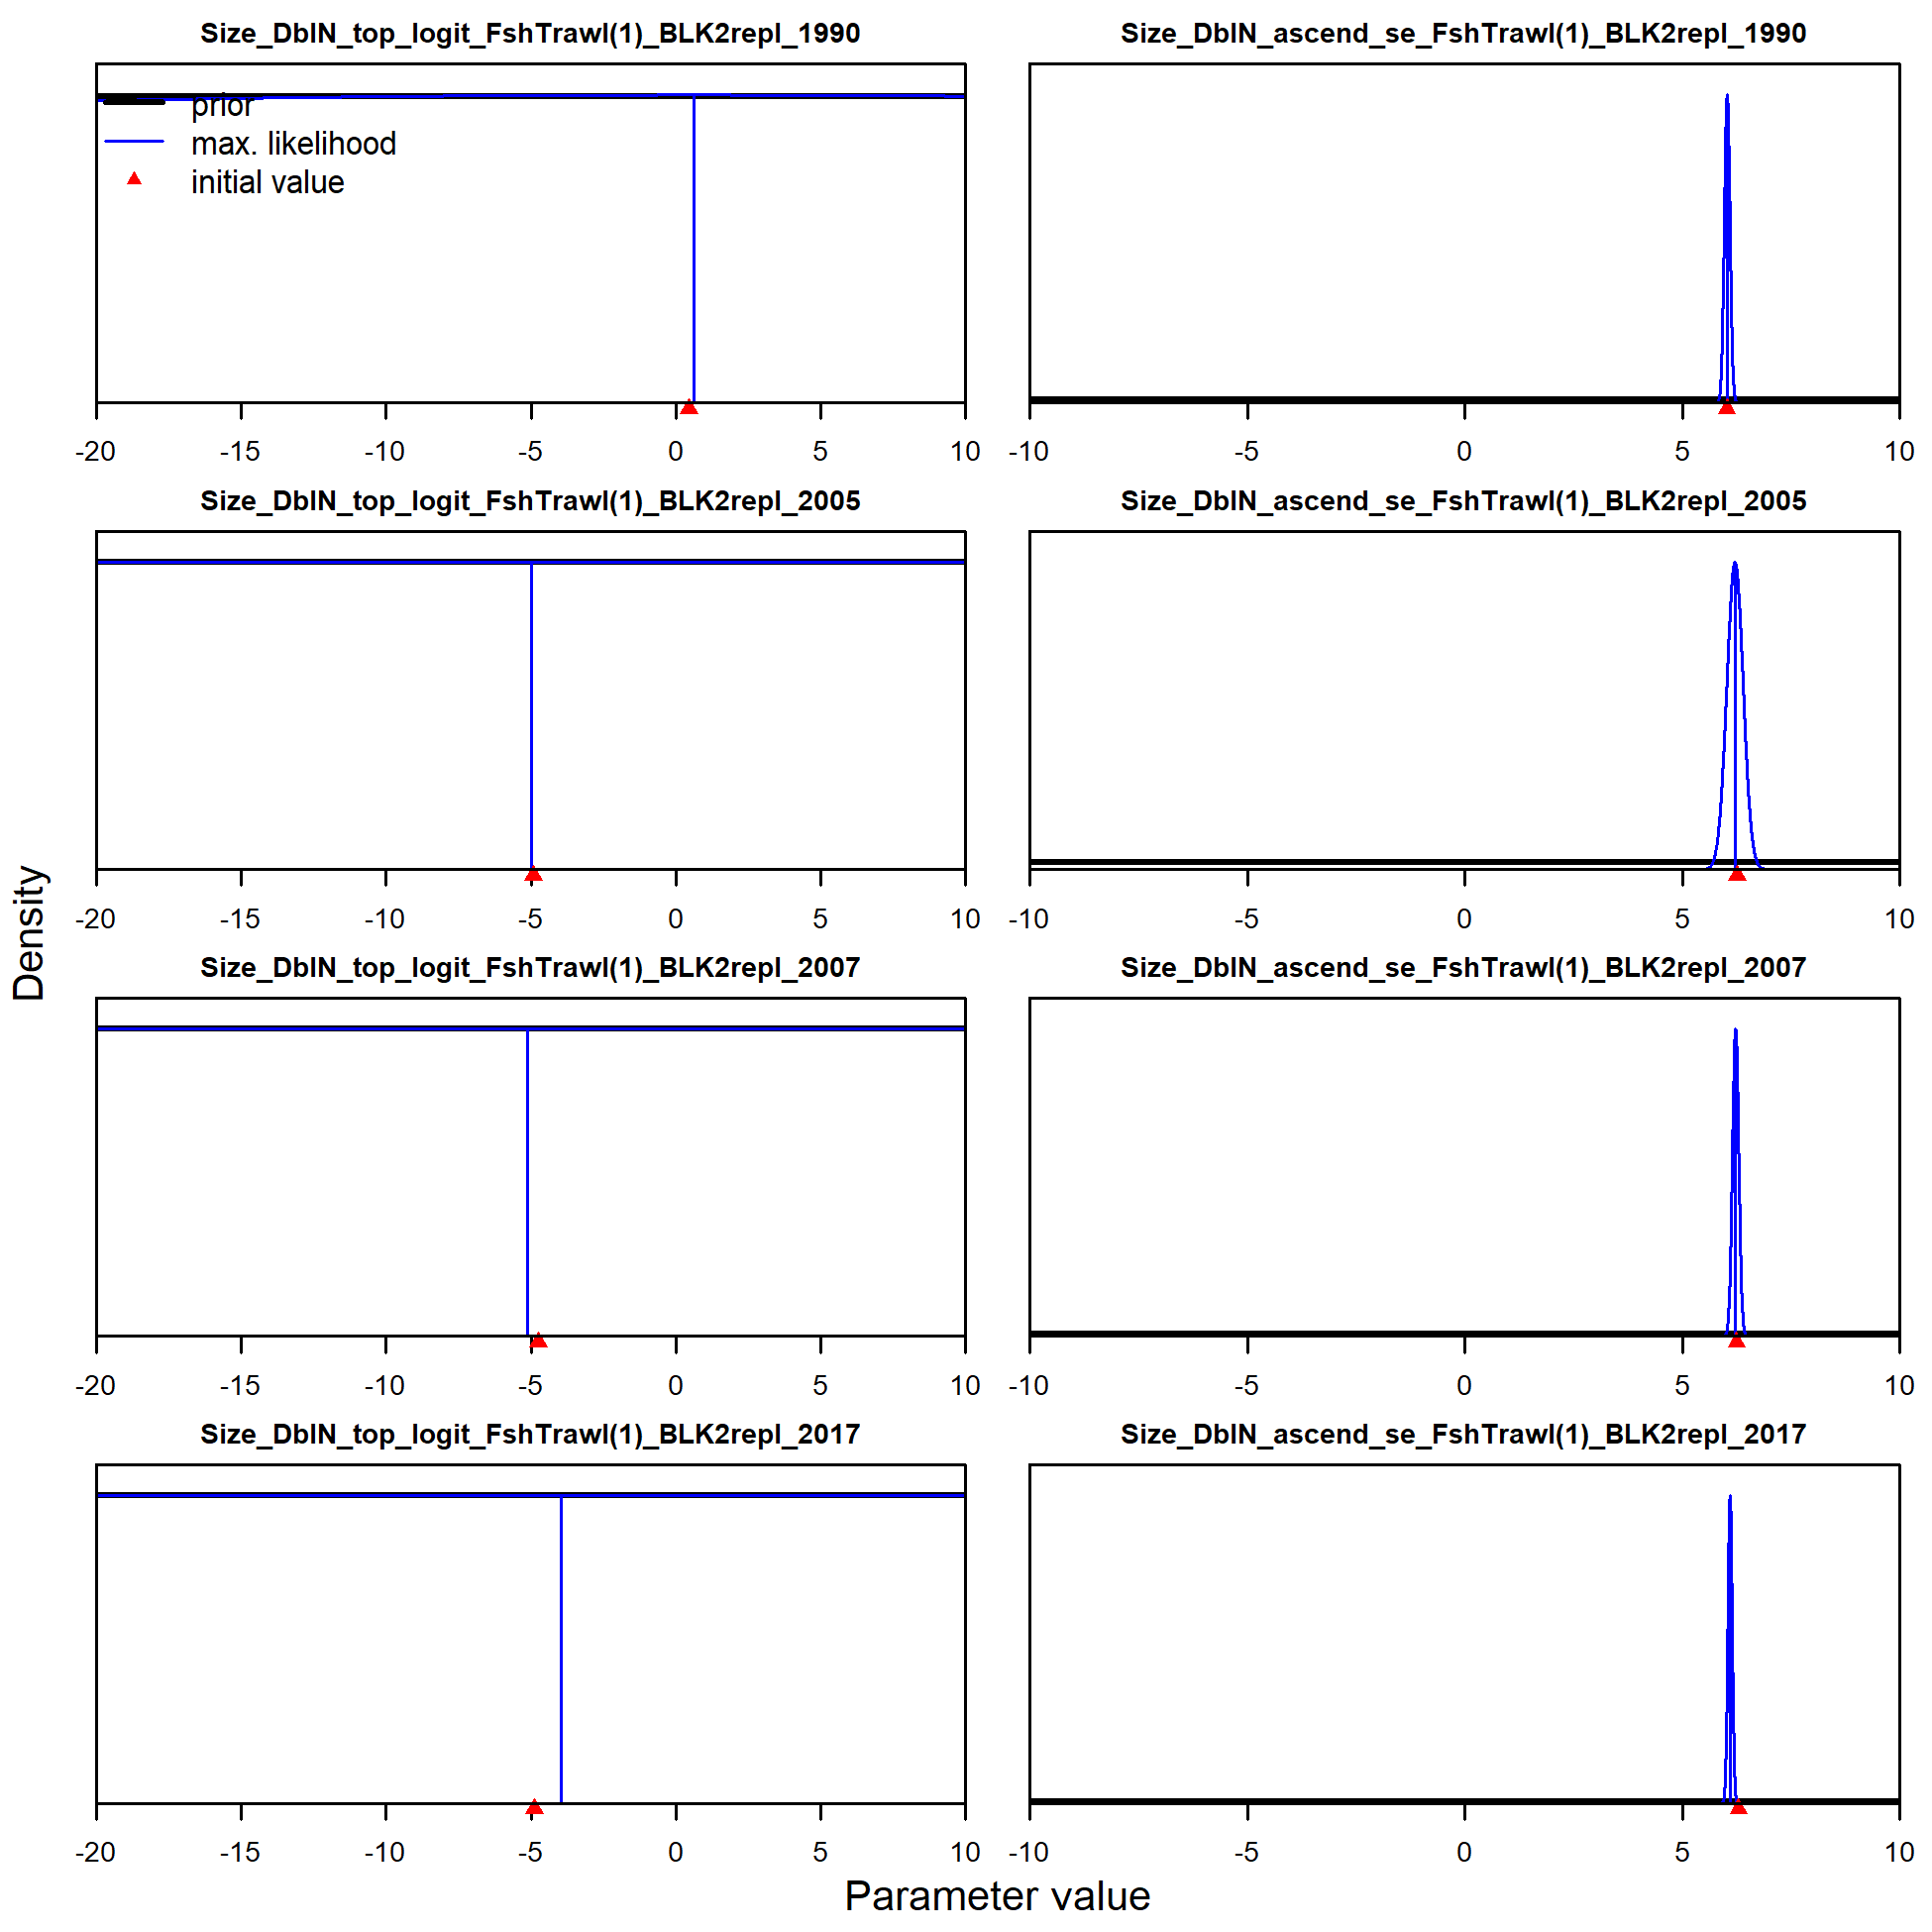 Size_DblN_top_logit_FshTrawl(1)_BLK2repl_1990
prior
max. likelihood
initial value
-20 -15 -10 -5 0 5 10
Size_DblN_ascend_se_FshTrawl(1)_BLK2repl_1990
-10 -5 0 5 10
Size_DblN_top_logit_FshTrawl(1)_BLK2repl_2005
-20 -15 -10 -5 0 5 10
Size_DblN_ascend_se_FshTrawl(1)_BLK2repl_2005
-10 -5 0 5 10
Size_DblN_top_logit_FshTrawl(1)_BLK2repl_2007
-20 -15 -10 -5 0 5 10
Size_DblN_ascend_se_FshTrawl(1)_BLK2repl_2007
-10 -5 0 5 10
Size_DblN_top_logit_FshTrawl(1)_BLK2repl_2017
-20 -15 -10 -5 0 5 10
Size_DblN_ascend_se_FshTrawl(1)_BLK2repl_2017
-10 -5 0 5 10
Density
Parameter value